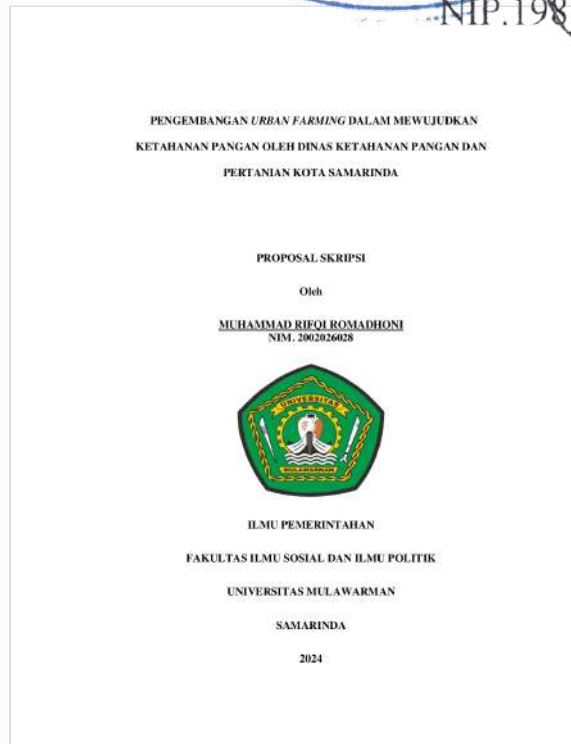 NIP.198
PENGEMBANGAN URBAN FARMING DALAM MEWUJUDKAN
KETAHANAN PANGAN OLEH DINAS KETAHANAN PANGAN DAN
PERTANIAN KOTA SAMARINDA
PROPOSAL SKRIPSI
Oleh
MUHAMMAD RIFQI ROMADHONI
NIM. 2002026028
UNIVERSITAS
MULAWARMAN
ILMU PEMERINTAHAN
FAKULTAS ILMU SOSIAL DAN ILMU POLITIK
UNIVERSITAS MULAWARMAN
SAMARINDA
2024